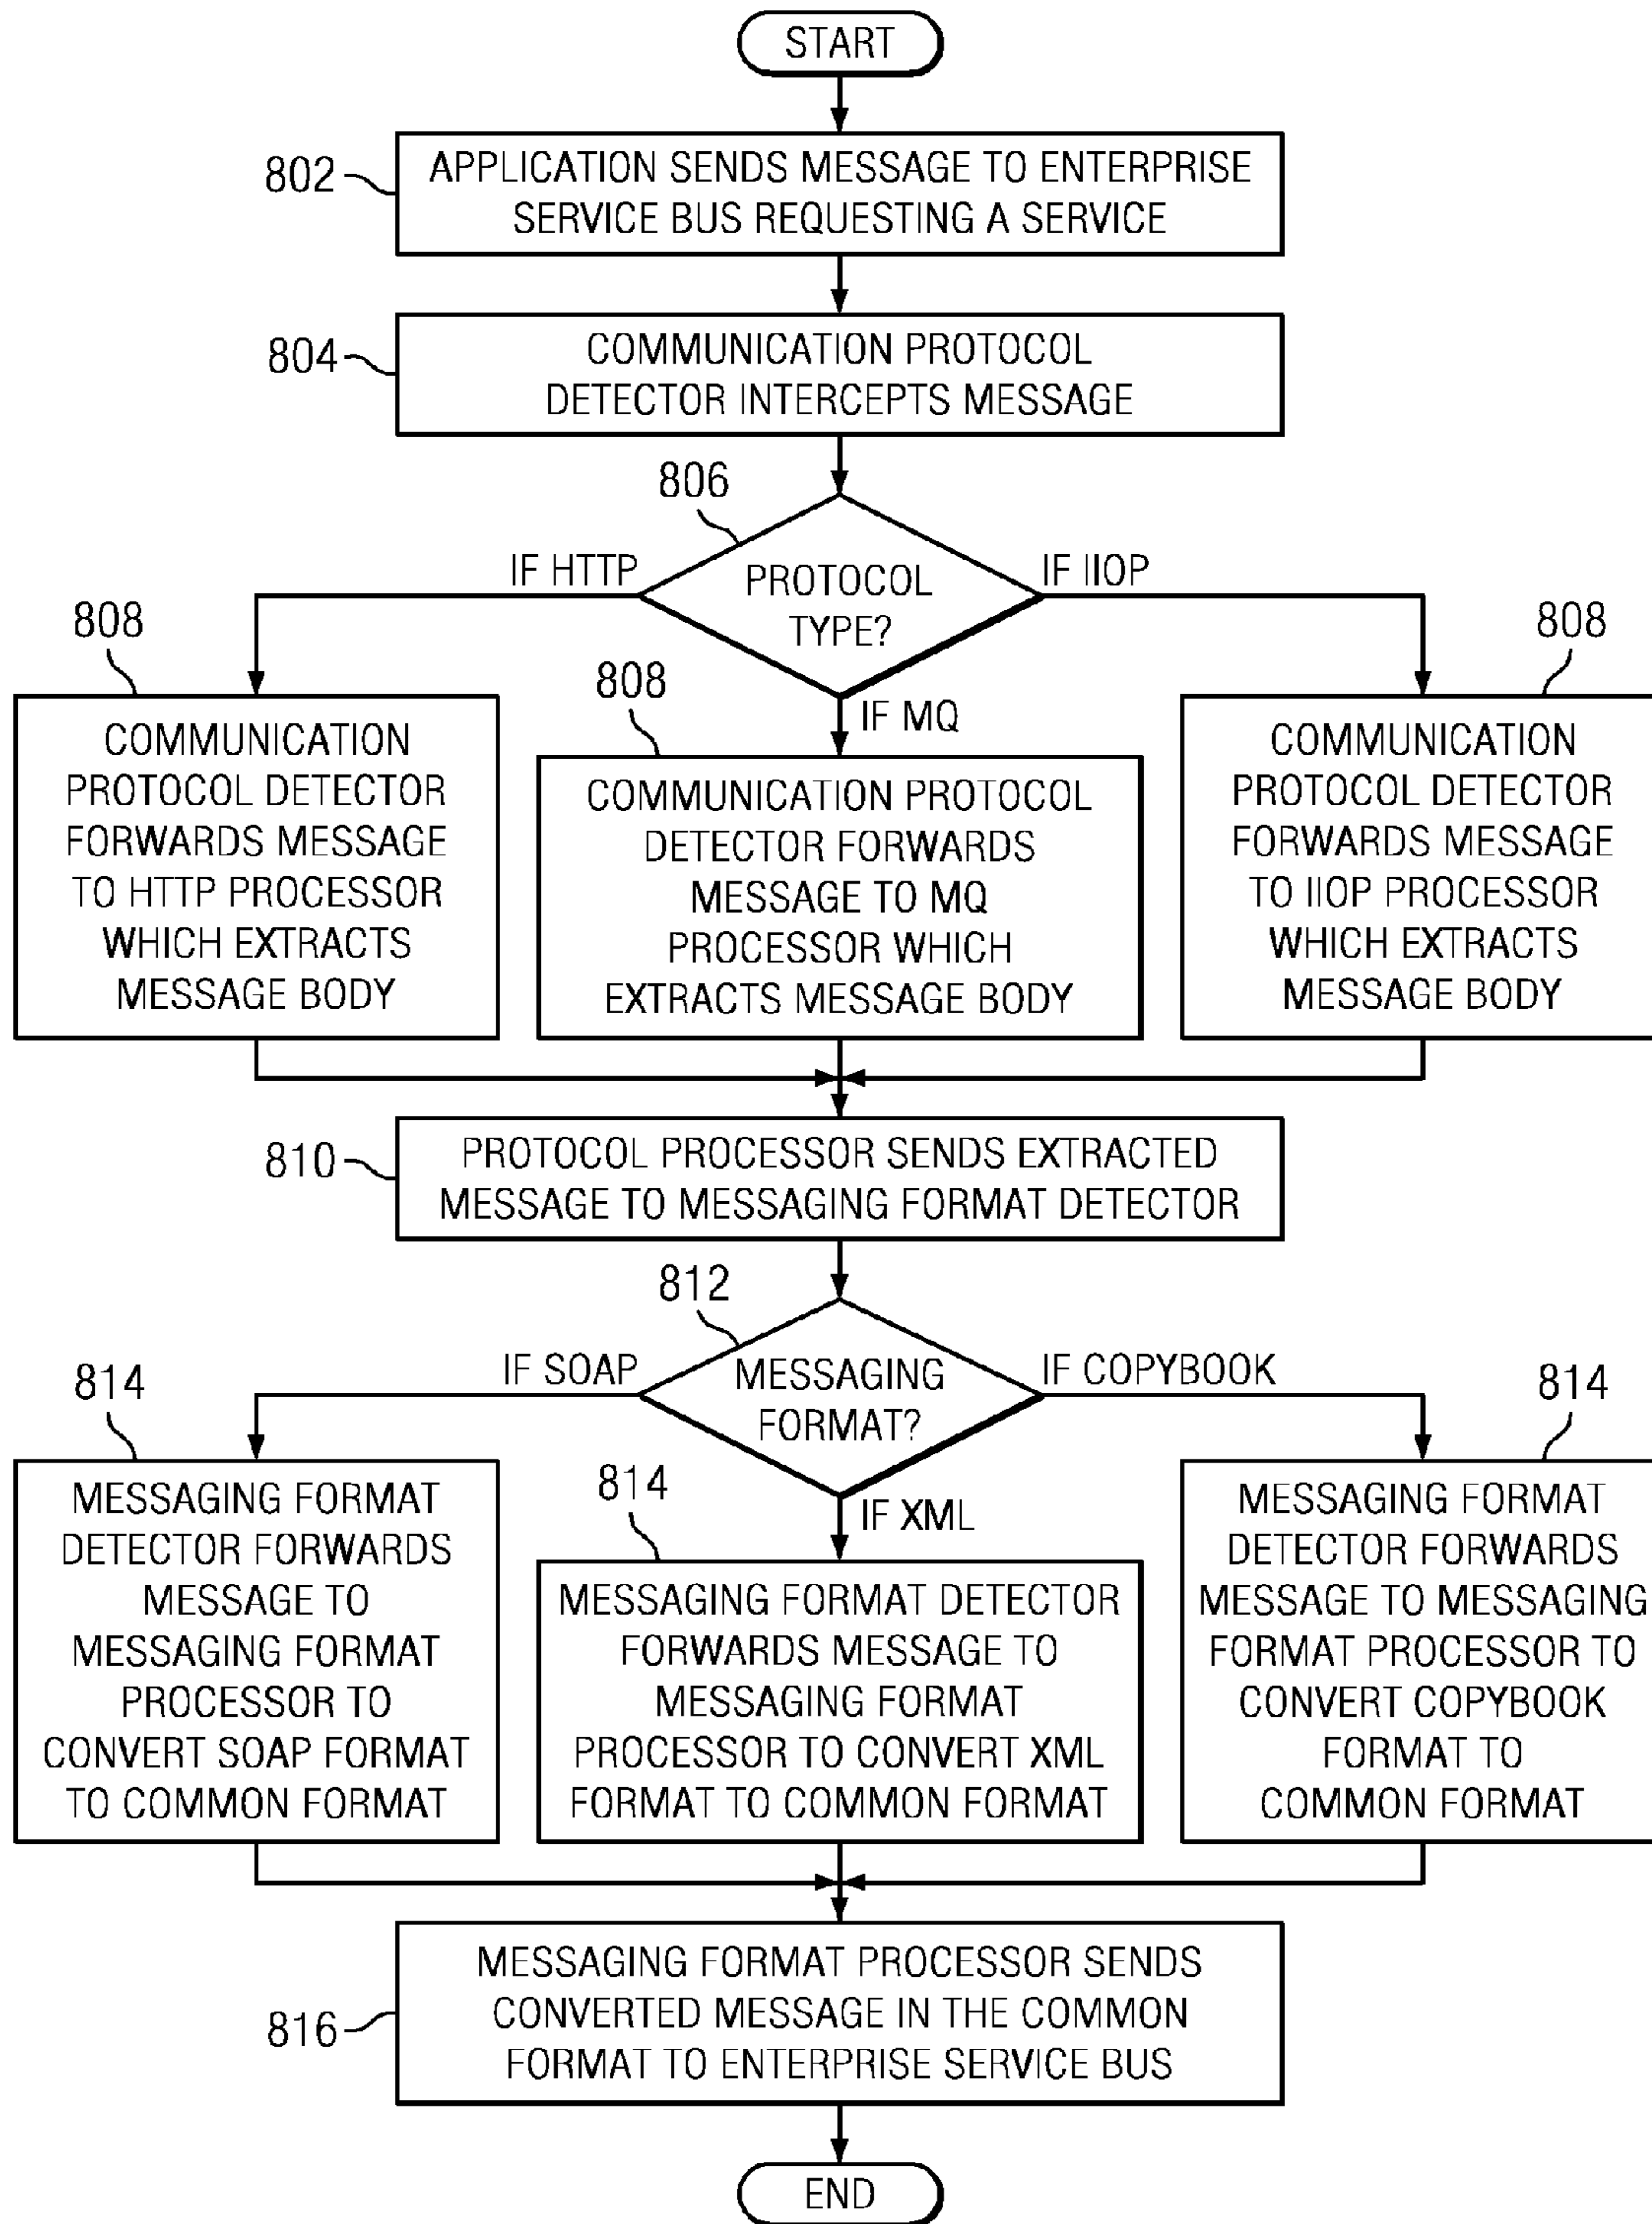 START
802
APPLICATION SENDS MESSAGE TO ENTERPRISE
SERVICE BUS REQUESTING A SERVICE
804
COMMUNICATION PROTOCOL
DETECTOR INTERCEPTS MESSAGE
806
PROTOCOL
TYPE?
IF HTTP
IF MQ
IF IIOP
808
COMMUNICATION
PROTOCOL DETECTOR
FORWARDS MESSAGE
TO HTTP PROCESSOR
WHICH EXTRACTS
MESSAGE BODY
808
COMMUNICATION PROTOCOL
DETECTOR FORWARDS
MESSAGE TO MQ
PROCESSOR WHICH
EXTRACTS MESSAGE BODY
808
COMMUNICATION
PROTOCOL DETECTOR
FORWARDS MESSAGE
TO IIOP PROCESSOR
WHICH EXTRACTS
MESSAGE BODY
810
PROTOCOL PROCESSOR SENDS EXTRACTED
MESSAGE TO MESSAGING FORMAT DETECTOR
812
MESSAGING
FORMAT?
IF SOAP
IF XML
IF COPYBOOK
814
MESSAGING FORMAT
DETECTOR FORWARDS
MESSAGE TO
MESSAGING FORMAT
PROCESSOR TO
CONVERT SOAP FORMAT
TO COMMON FORMAT
814
MESSAGING FORMAT DETECTOR
FORWARDS MESSAGE TO
MESSAGING FORMAT
PROCESSOR TO CONVERT XML
FORMAT TO COMMON FORMAT
814
MESSAGING FORMAT
DETECTOR FORWARDS
MESSAGE TO MESSAGING
FORMAT PROCESSOR TO
CONVERT COPYBOOK
FORMAT TO
COMMON FORMAT
816
MESSAGING FORMAT PROCESSOR SENDS
CONVERTED MESSAGE IN THE COMMON
FORMAT TO ENTERPRISE SERVICE BUS
END